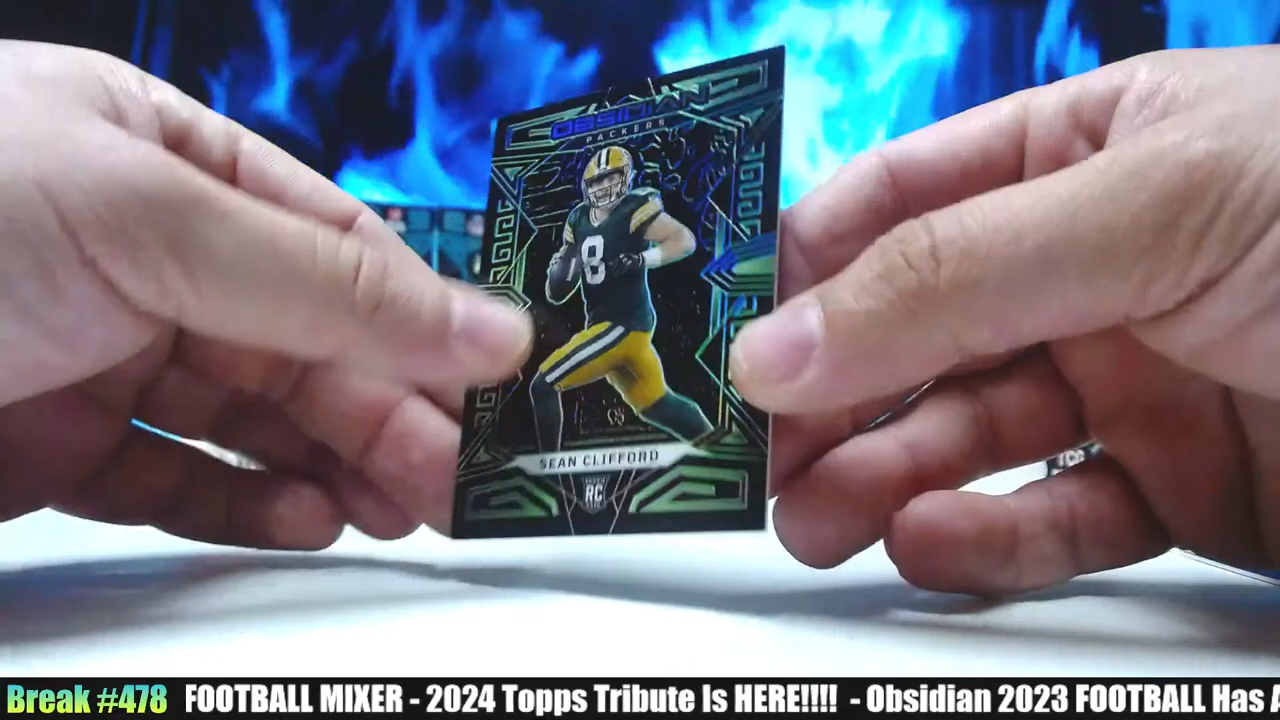 OBSIDIAN
PACKERS
8
SEAN CLIFFORD
RC
Break #478 FOOTBALL MIXER - 2024 Topps Tribute Is HERE!!!! - Obsidian 2023 FOOTBALL Has A